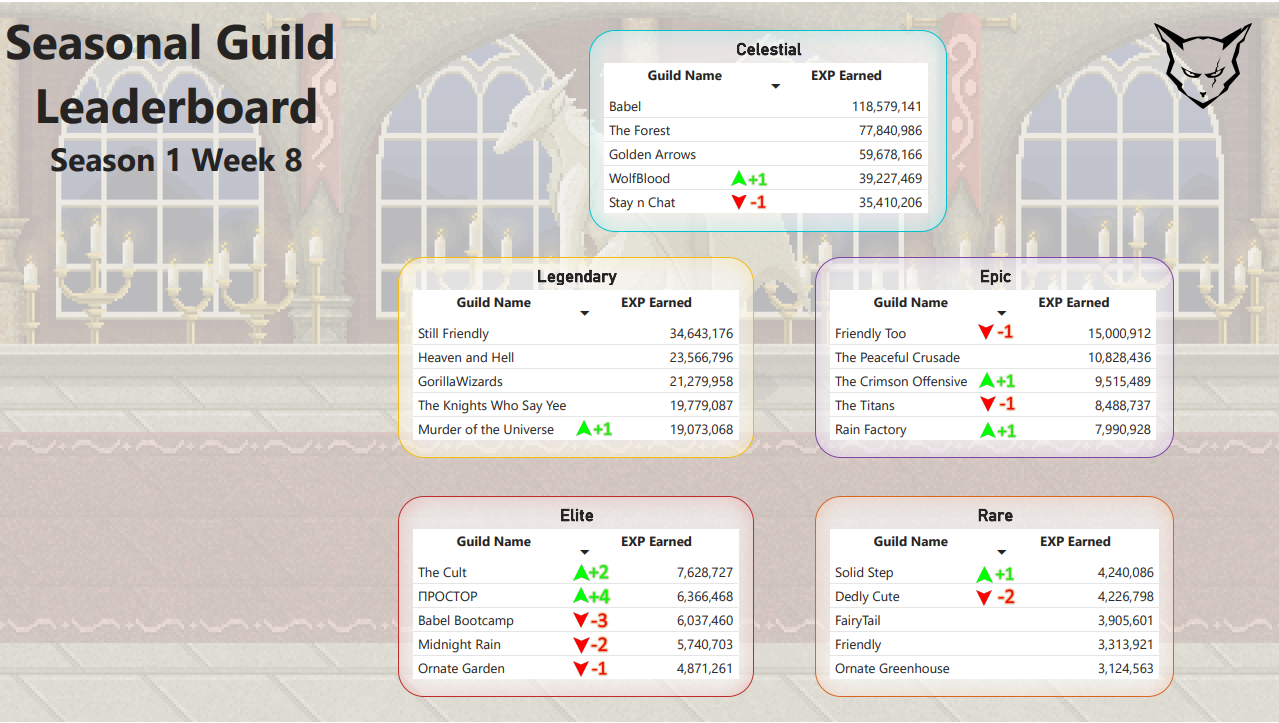 Seasonal Guild
Leaderboard
Season 1 Week 8
Celestial
Guild Name EXP Earned
Babel 118,579,141
The Forest 77,840,986
Golden Arrows 59,678,166
WolfBlood +1 39,227,469
Stay n Chat -1 35,410,206
Legendary
Guild Name EXP Earned
Still Friendly 34,643,176
Heaven and Hell 23,566,796
GorillaWizards 21,279,958
The Knights Who Say Yee 19,779,087
Murder of the Universe +1 19,073,068
Epic
Guild Name EXP Earned
Friendly Too -1 15,000,912
The Peaceful Crusade 10,828,436
The Crimson Offensive +1 9,515,489
The Titans -1 8,488,737
Rain Factory +1 7,990,928
Elite
Guild Name EXP Earned
The Cult +2 7,628,727
ПРОСТОР +4 6,366,468
Babel Bootcamp -3 6,037,460
Midnight Rain -2 5,740,703
Ornate Garden -1 4,871,261
Rare
Guild Name EXP Earned
Solid Step +1 4,240,086
Dedly Cute -2 4,226,798
FairyTail 3,905,601
Friendly 3,313,921
Ornate Greenhouse 3,124,563